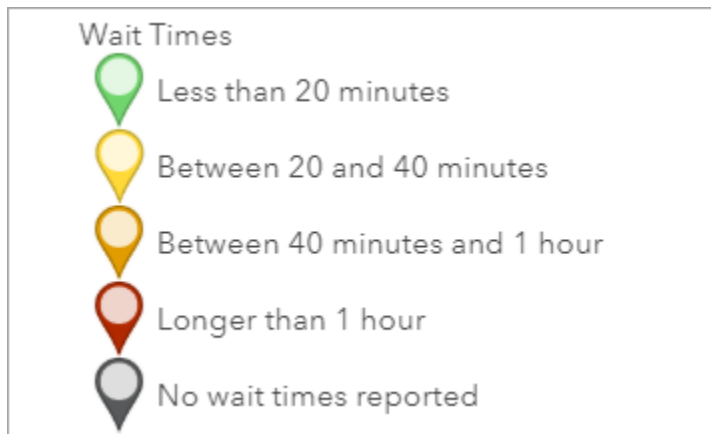 Wait Times
Less than 20 minutes
Between 20 and 40 minutes
Between 40 minutes and 1 hour
Longer than 1 hour
No wait times reported